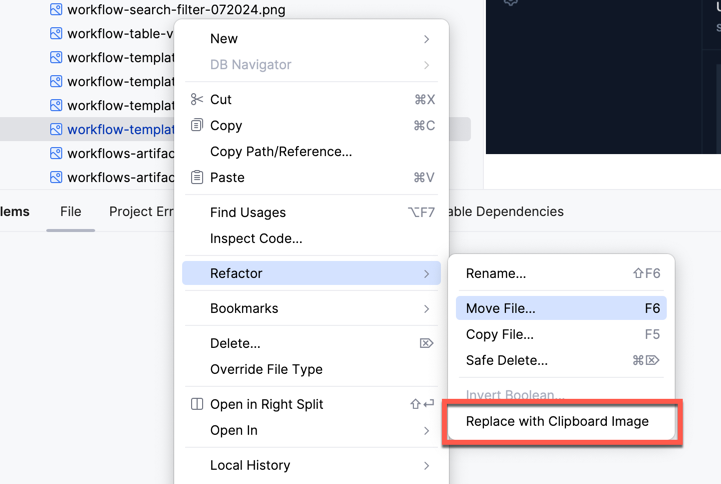 workflow-search-filter-072024.png
workflow-table-v
workflow-templat
workflow-templat
workflow-templat
workflow-templat
workflows-artifac
workflows-artifac
lems
File
Project Err
able Dependencies
New
DB Navigator
Cut ⌘X
Copy ⌘C
Copy Path/Reference...
Paste ⌘V
Find Usages ⌥F7
Inspect Code...
Refactor
Bookmarks
Delete... ⌦
Override File Type
Open in Right Split ⇧⏎
Open In
Local History
Rename... ⇧F6
Move File... F6
Copy File... F5
Safe Delete... ⌘⌦
Invert Boolean...
Replace with Clipboard Image